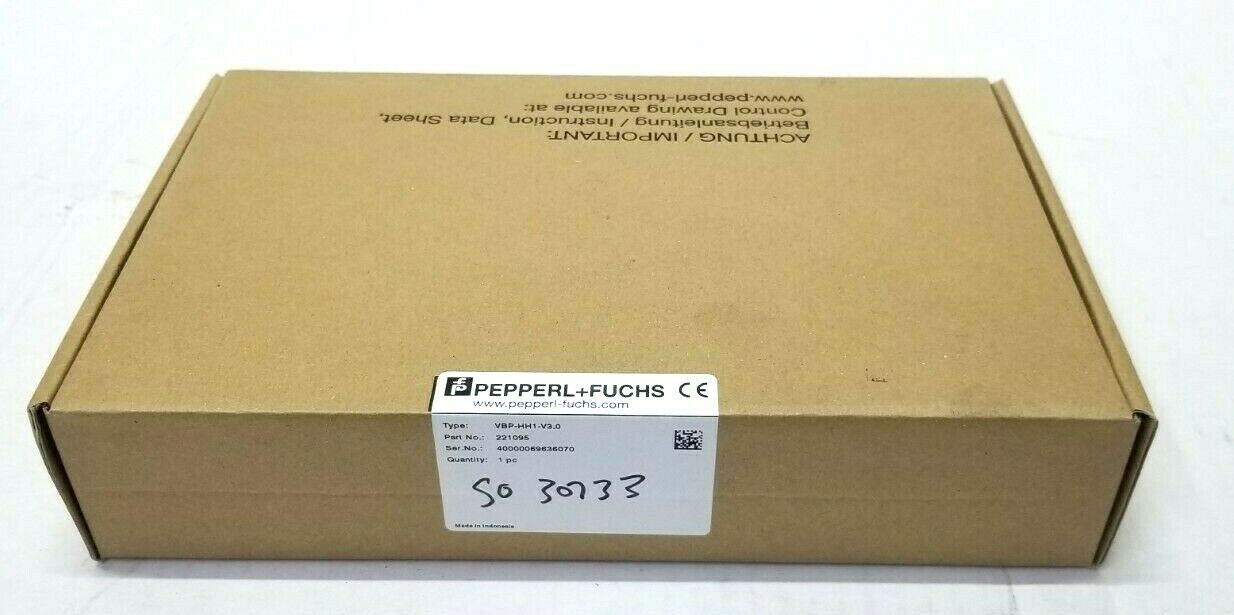 ACHTUNG / IMPORTANT:
Betriebsanleitung / Instruction, Data Sheet,
Control Drawing available at:
www.pepperl-fuchs.com
PEPPERL+FUCHS CE
www.pepperl-fuchs.com
Type: VBP-HH1-V3.0
Part No.: 221095
Ser.No.: 40000069636070
Quantity: 1 pc
SO 30733
Made in Indonesia